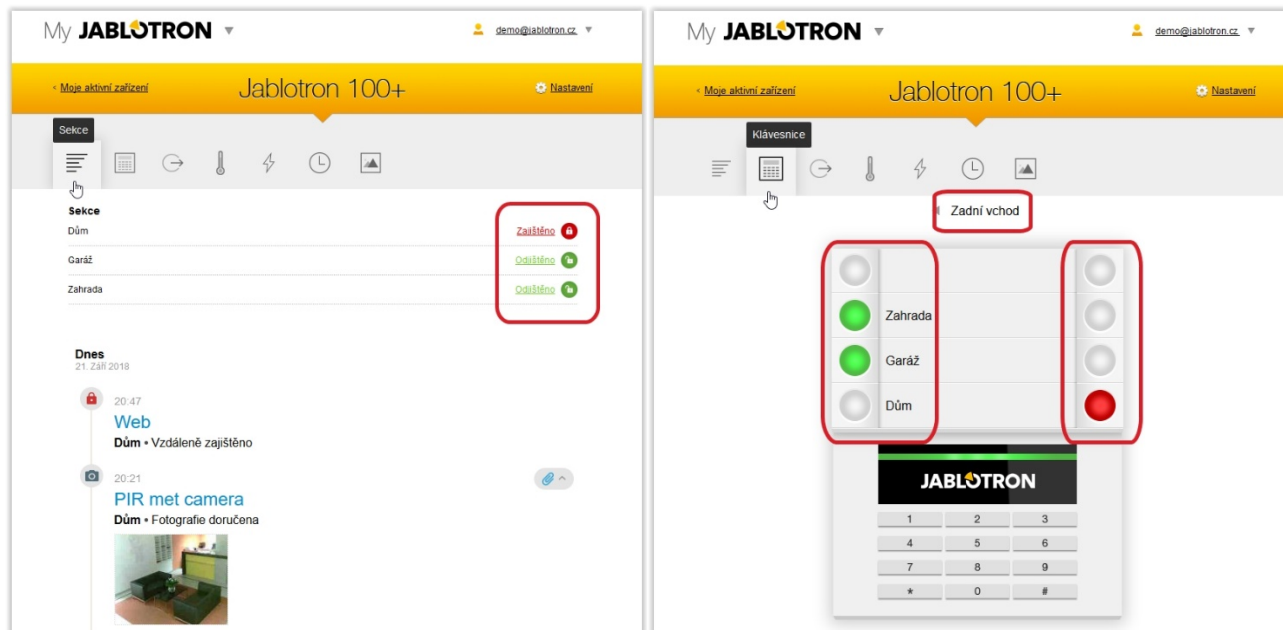 My JABLOTRON
demo@jablotron.cz
‹ Moje aktivní zařízení
Jablotron 100+
Nastavení
Sekce
Sekce
Dům
Zajištěno
Garáž
Odjištěno
Zahrada
Odjištěno
Dnes
21. Září 2018
20:47
Web
Dům • Vzdáleně zajištěno
20:21
PIR met camera
Dům • Fotografie doručena
My JABLOTRON
demo@jablotron.cz
‹ Moje aktivní zařízení
Jablotron 100+
Nastavení
Klávesnice
Zadní vchod
Zahrada
Garáž
Dům
JABLOTRON
1 2 3
4 5 6
7 8 9
* 0 #